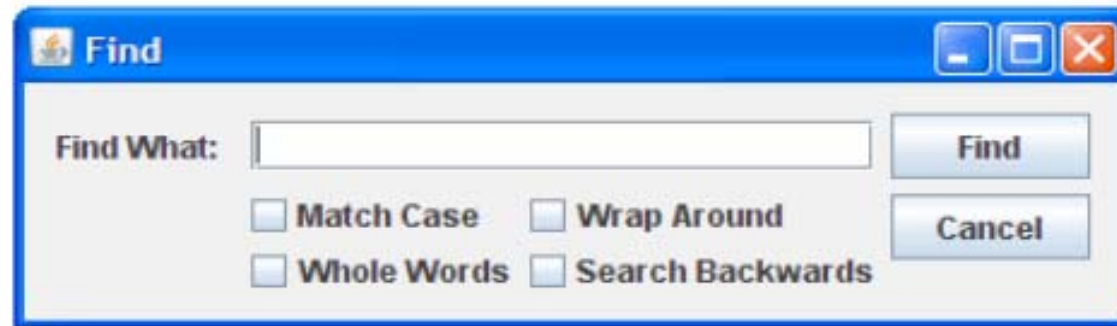 Find
Find What:
Find
Match Case
Wrap Around
Cancel
Whole Words
Search Backwards